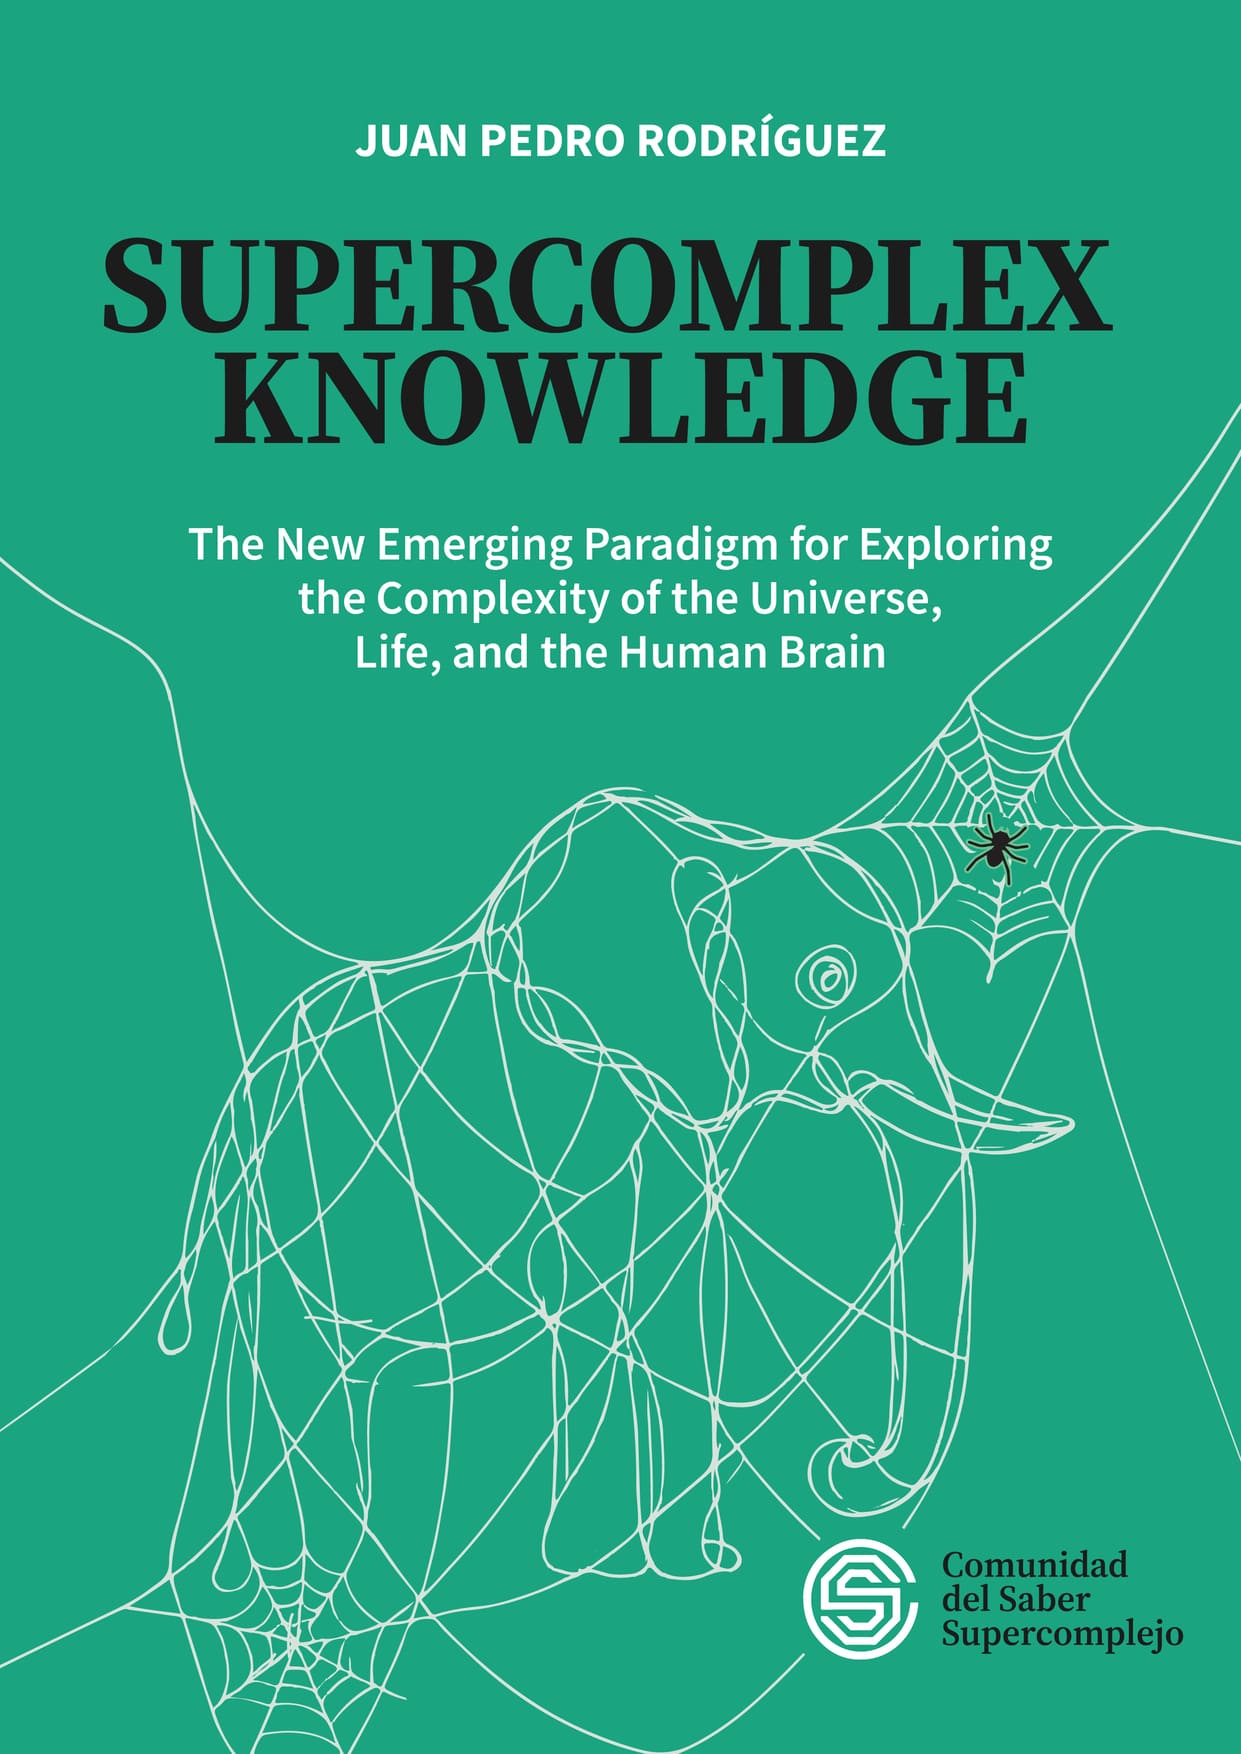 JUAN PEDRO RODRÍGUEZ
SUPERCOMPLEX
KNOWLEDGE
The New Emerging Paradigm for Exploring
the Complexity of the Universe,
Life, and the Human Brain
Comunidad
del Saber
Supercomplejo